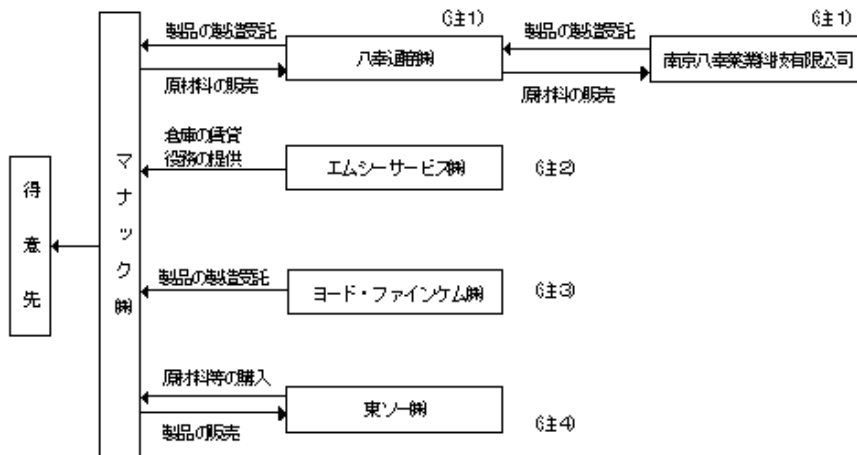 (注1)
(注1)
製品の製造受託
八幸通商㈱
製品の製造受託
南京八幸薬業科技有限公司
原材料の販売
原材料の販売
倉庫の賃貸
役務の提供
エムシーサービス㈱
(注2)
得意先
マナック㈱
製品の製造受託
ヨード・ファインケム㈱
(注3)
原材料等の購入
東ソー㈱
製品の販売
(注4)